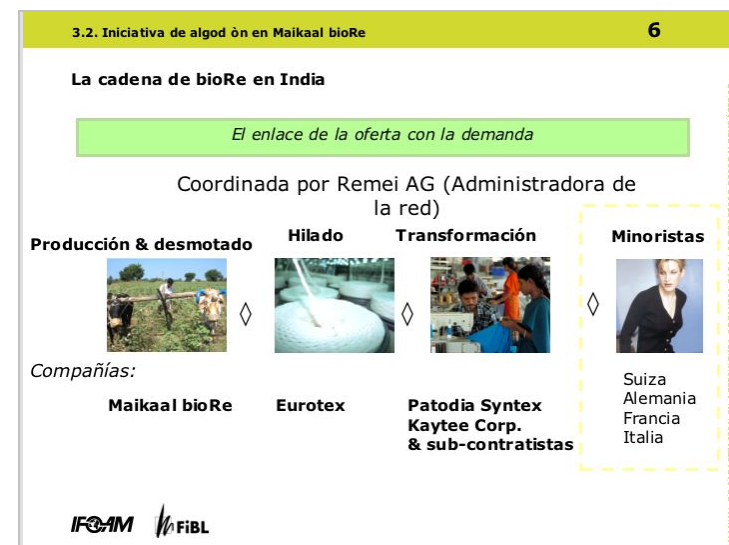 3.2. Iniciativa de algod òn en Maikaal bioRe
6
La cadena de bioRe en India
El enlace de la oferta con la demanda
Coordinada por Remei AG (Administradora de
la red)
Producción & desmotado
Hilado
Transformación
Minoristas
◊
◊
◊
Compañías:
Maikaal bioRe
Eurotex
Patodia Syntex
Kaytee Corp.
& sub-contratistas
Suiza
Alemania
Francia
Italia
IFOAM
FiBL